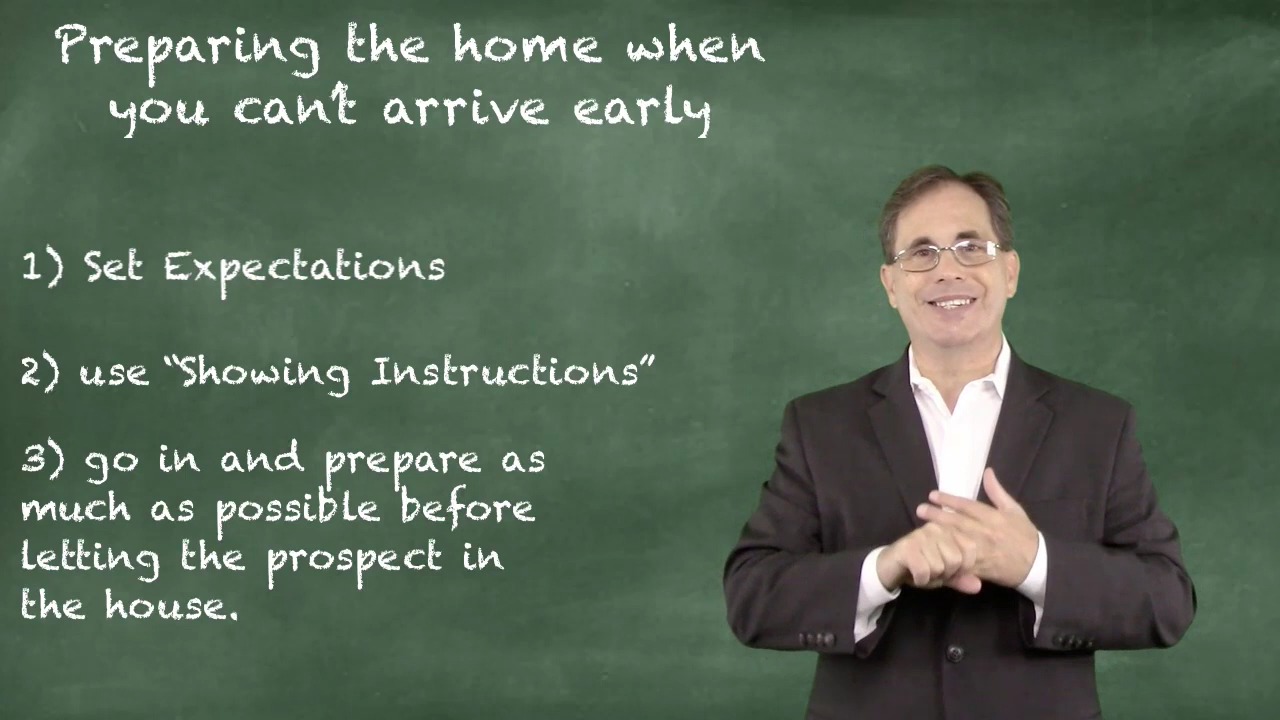 Preparing the home when
you can't arrive early
1) Set Expectations
2) use “Showing Instructions”
3) go in and prepare as
much as possible before
letting the prospect in
the house.